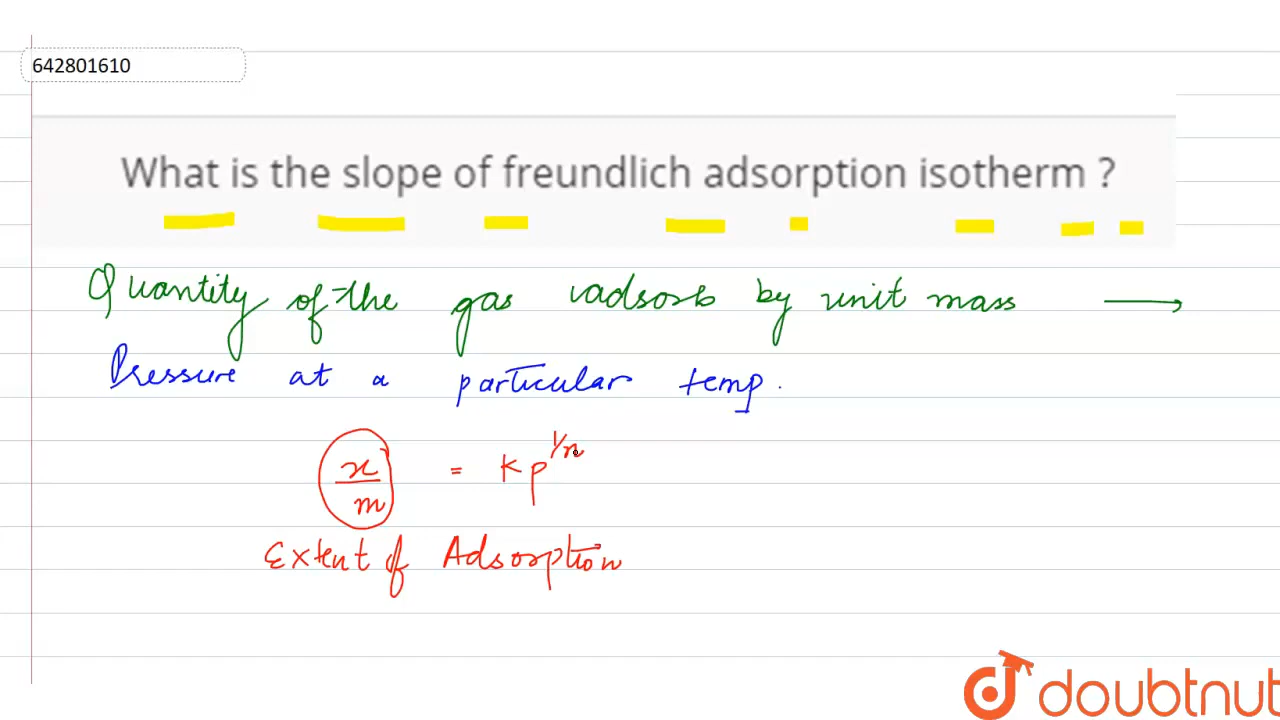 642801610
What is the slope of freundlich adsorption isotherm ?
Quantity of the gas adsorb by unit mass →
Pressure at a particular temp.
x/m = K p^1/n
Extent of Adsorption
doubtnut